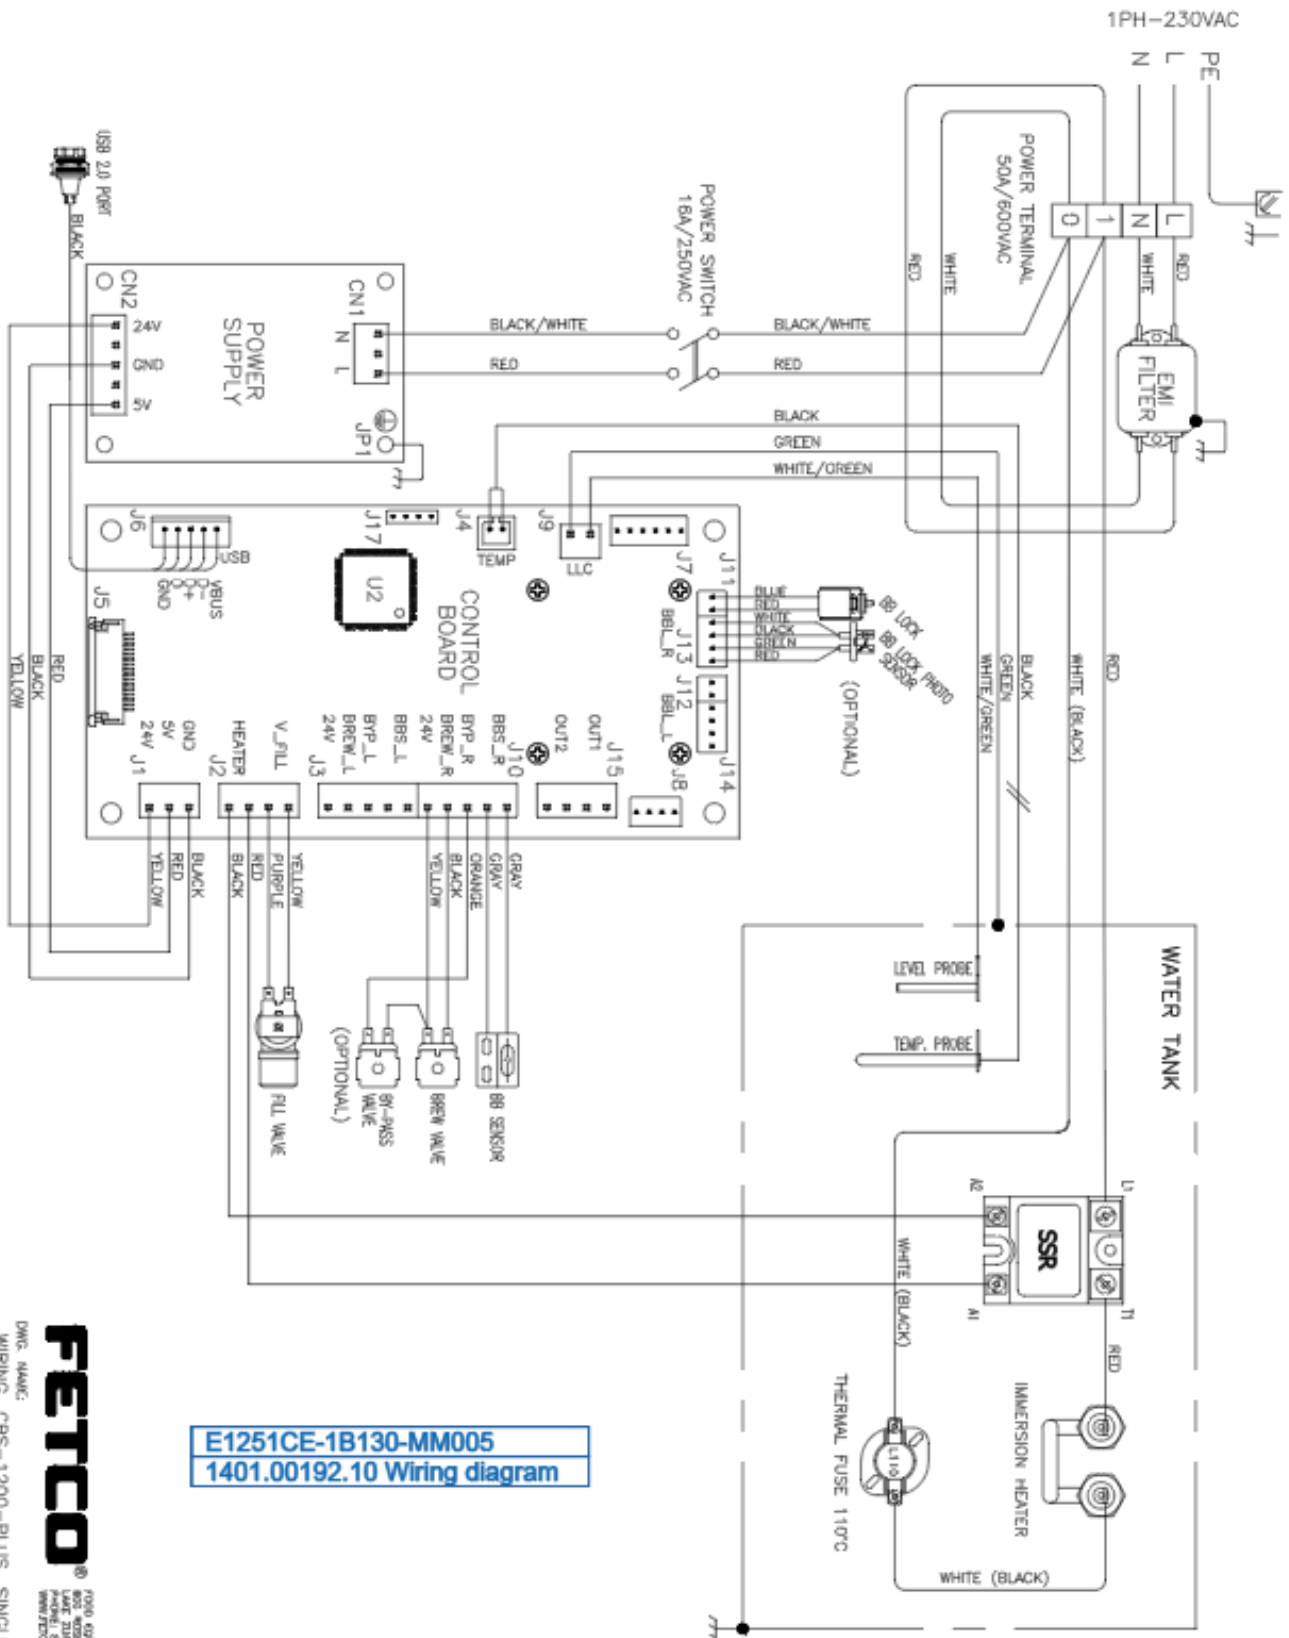 1PH-230VAC
N
L
PE
POWER TERMINAL
50A/600VAC
0
1
N
L
RED
WHITE
WHITE
RED
EMI
FILTER
USB 2.0 PORT
BLACK
POWER SWITCH
16A/250VAC
CN2
24V
GND
5V
POWER
SUPPLY
CN1
N
L
JP1
BLACK/WHITE
RED
BLACK/WHITE
RED
BLACK
GREEN
WHITE/GREEN
J6
USB
VBUS
D-
D+
GND
J17
J4
TEMP
J9
LLC
J7
J11
BBL_R
J13
J12
BBL_L
J14
J8
U2
CONTROL
BOARD
J5
BLUE
RED
WHITE
BLACK
GREEN
RED
BB LOCK
BB LOCK PHOTO
SENSOR
(OPTIONAL)
WHITE/GREEN
GREEN
BLACK
WHITE (BLACK)
RED
RED
BLACK
YELLOW
24V
5V
GND
J1
HEATER
V_FILL
J2
24V
BREW_L
BYP_L
BBS_L
J3
24V
BREW_R
BYP_R
BBS_R
J10
OUT2
OUT1
J15
YELLOW
RED
BLACK
BLACK
RED
PURPLE
YELLOW
YELLOW
BLACK
ORANGE
GRAY
GRAY
FILL VALVE
BY-PASS
VALVE
(OPTIONAL)
BREW VALVE
BB SENSOR
WATER TANK
LEVEL PROBE
TEMP. PROBE
A2
L1
SSR
A1
T1
WHITE (BLACK)
RED
IMMERSION HEATER
THERMAL FUSE 110°C
L110
WHITE (BLACK)
E1251CE-1B130-MM005
1401.00192.10 Wiring diagram
FETCO®
DWG. NAME:
WIRING CBS-1200-PLUS